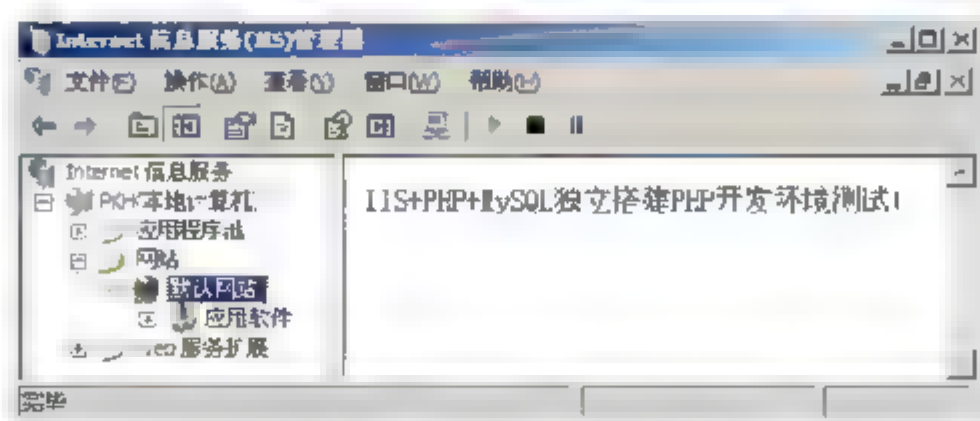 Internet 信息服务(IIS)管理器
文件(F) 操作(A) 查看(V) 窗口(W) 帮助(H)
Internet 信息服务
本地计算机
应用程序池
网站
默认网站
应用软件
服务扩展
IIS+PHP+MySQL独立搭建PHP开发环境测试!
完毕